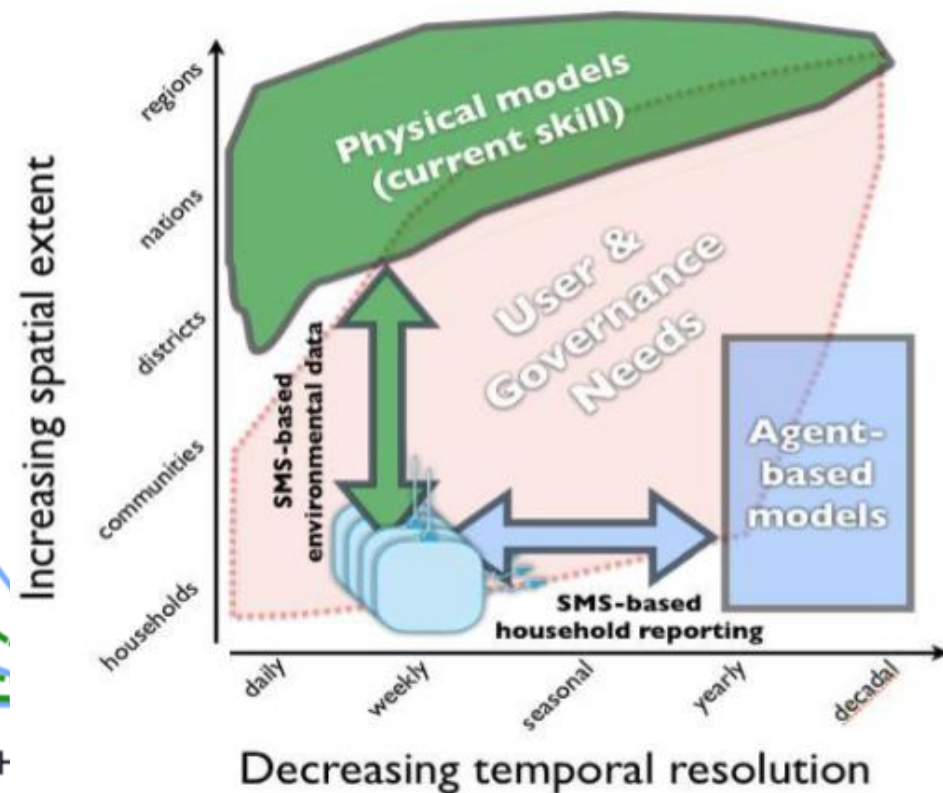 Increasing spatial extent
regions
nations
districts
communities
households
Physical models
(current skill)
User &
Governance
Needs
SMS-based
environmental data
Agent-
based
models
SMS-based
household reporting
daily
weekly
seasonal
yearly
decadal
Decreasing temporal resolution
+